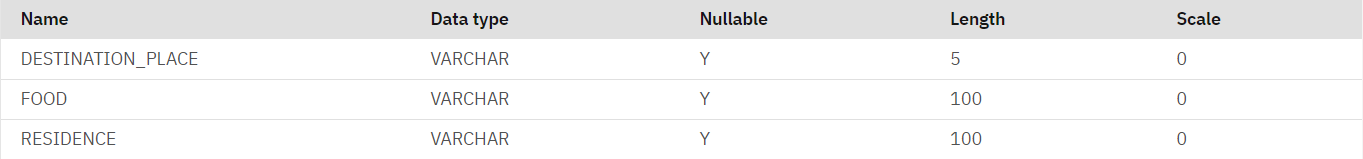 Name Data type Nullable Length Scale
DESTINATION_PLACE VARCHAR Y 5 0
FOOD VARCHAR Y 100 0
RESIDENCE VARCHAR Y 100 0